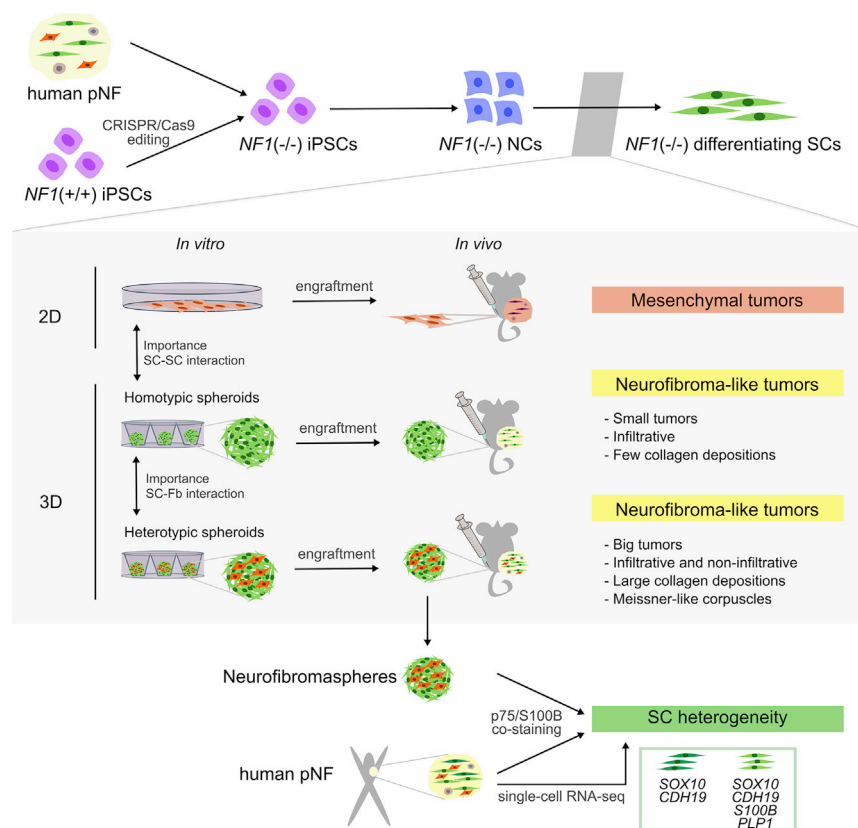 human pNF
CRISPR/Cas9
editing
NF1(+/+) iPSCs
NF1(-/-) iPSCs
NF1(-/-) NCs
NF1(-/-) differentiating SCs
In vitro
In vivo
2D
engraftment
Mesenchymal tumors
Importance
SC-SC interaction
3D
Homotypic spheroids
engraftment
Neurofibroma-like tumors
- Small tumors
- Infiltrative
- Few collagen depositions
Importance
SC-Fb interaction
Heterotypic spheroids
engraftment
Neurofibroma-like tumors
- Big tumors
- Infiltrative and non-infiltrative
- Large collagen depositions
- Meissner-like corpuscles
Neurofibromaspheres
p75/S100B
co-staining
SC heterogeneity
human pNF
single-cell RNA-seq
SOX10
CDH19
SOX10
CDH19
S100B
PLP1